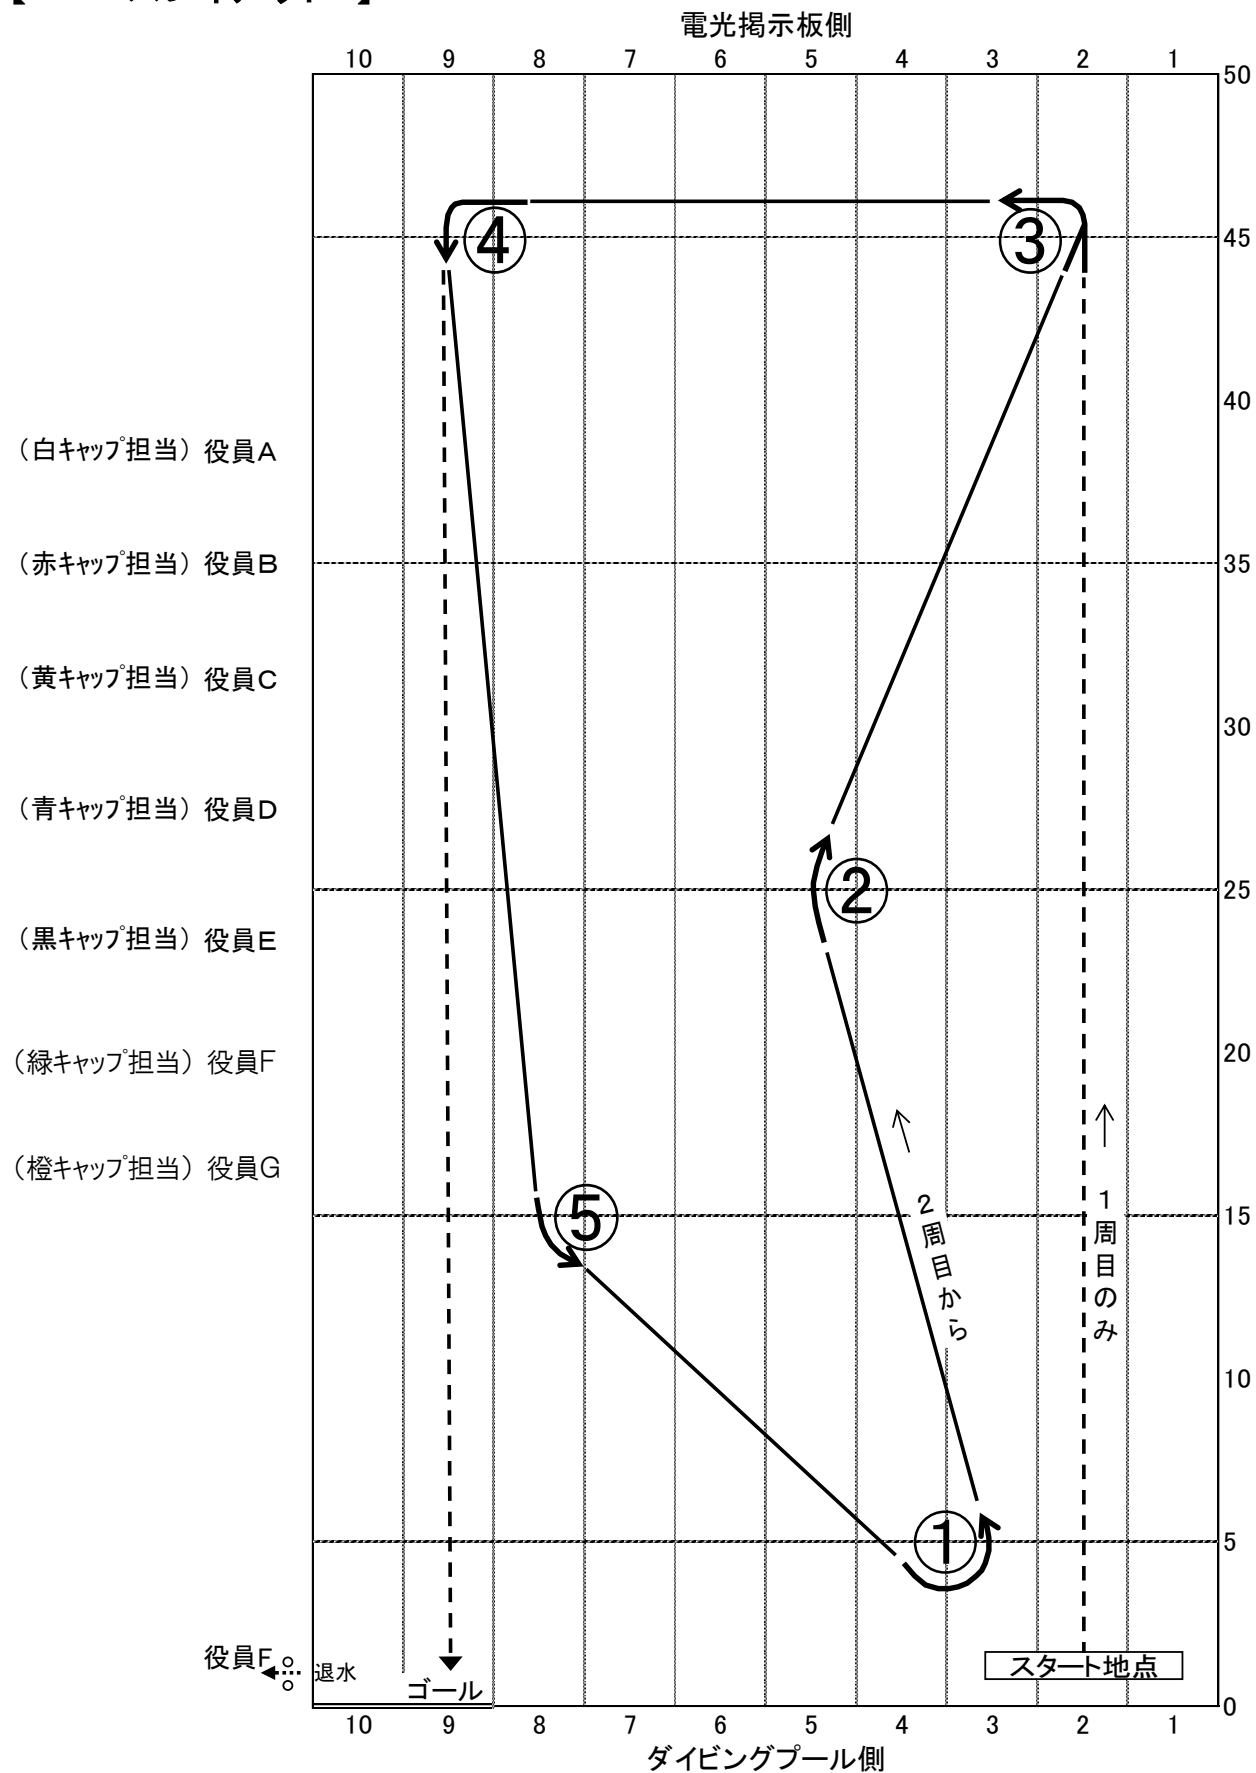 電光掲示板側
10 9 8 7 6 5 4 3 2 1
50
④ ③
45
40
（白キャップ担当）役員A
（赤キャップ担当）役員B
35
（黄キャップ担当）役員C
30
（青キャップ担当）役員D
②
25
（黒キャップ担当）役員E
（緑キャップ担当）役員F
20
（橙キャップ担当）役員G
⑤
15
２周目から
１周目のみ
10
①
5
役員F
退水
ゴール
スタート地点
0
10 9 8 7 6 5 4 3 2 1
ダイビングプール側